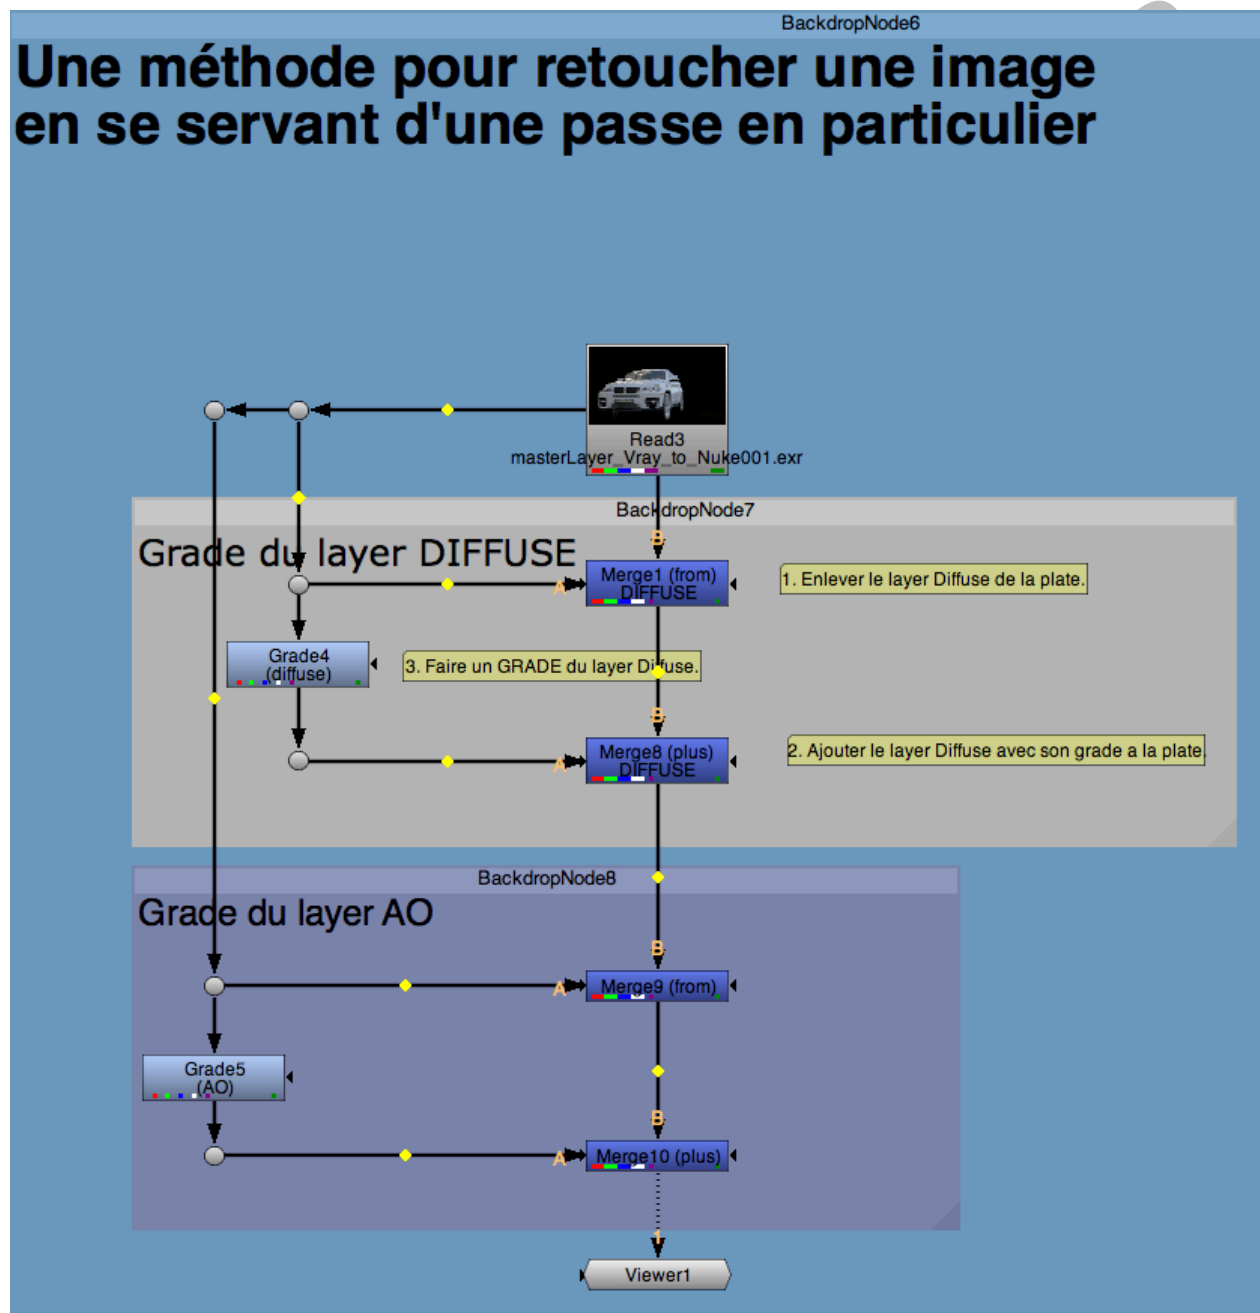 BackdropNode6
Une méthode pour retoucher une image
en se servant d'une passe en particulier
Read3
masterLayer_Vray_to_Nuke001.exr
BackdropNode7
Grade du layer DIFFUSE
B
A
Merge1 (from)
DIFFUSE
1. Enlever le layer Diffuse de la plate.
Grade4
(diffuse)
3. Faire un GRADE du layer Diffuse.
B
A
Merge8 (plus)
DIFFUSE
2. Ajouter le layer Diffuse avec son grade a la plate.
BackdropNode8
Grade du layer AO
B
A
Merge9 (from)
Grade5
(AO)
B
A
Merge10 (plus)
1
Viewer1